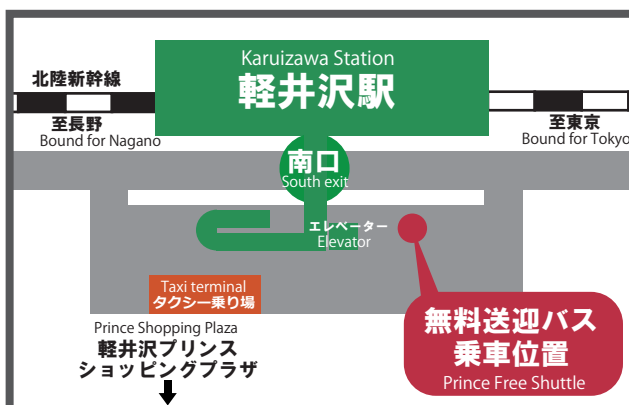 Karuizawa Station
軽井沢駅
北陸新幹線
至長野
Bound for Nagano
至東京
Bound for Tokyo
南口
South exit
エレベーター
Elevator
Taxi terminal
タクシー乗り場
Prince Shopping Plaza
軽井沢プリンス
ショッピングプラザ
無料送迎バス
乗車位置
Prince Free Shuttle